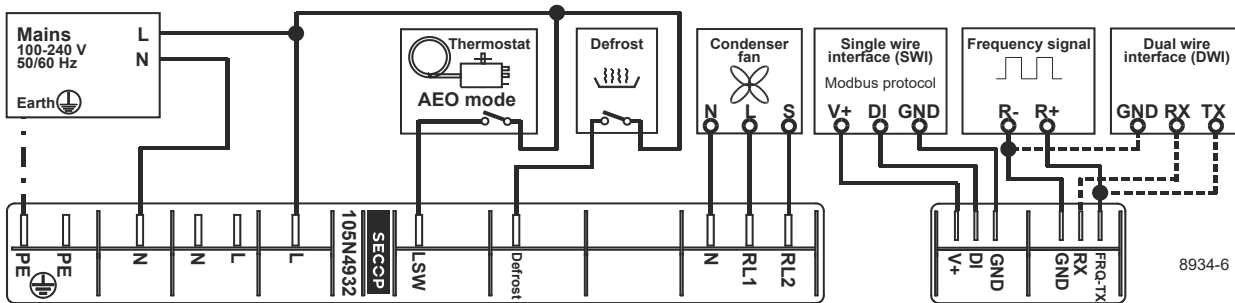 Mains
100-240 V
50/60 Hz
L
N
Earth
Thermostat
AEO mode
Defrost
Condenser
fan
N L S
Single wire
interface (SWI)
Modbus protocol
V+ DI GND
Frequency signal
R- R+
Dual wire
interface (DWI)
GND RX TX
PE
PE
N
N
L
L
105N4932
SECOP
LSW
Defrost
N
RL1
RL2
V+
DI
GND
GND
RX
FRQ-TX
8934-6